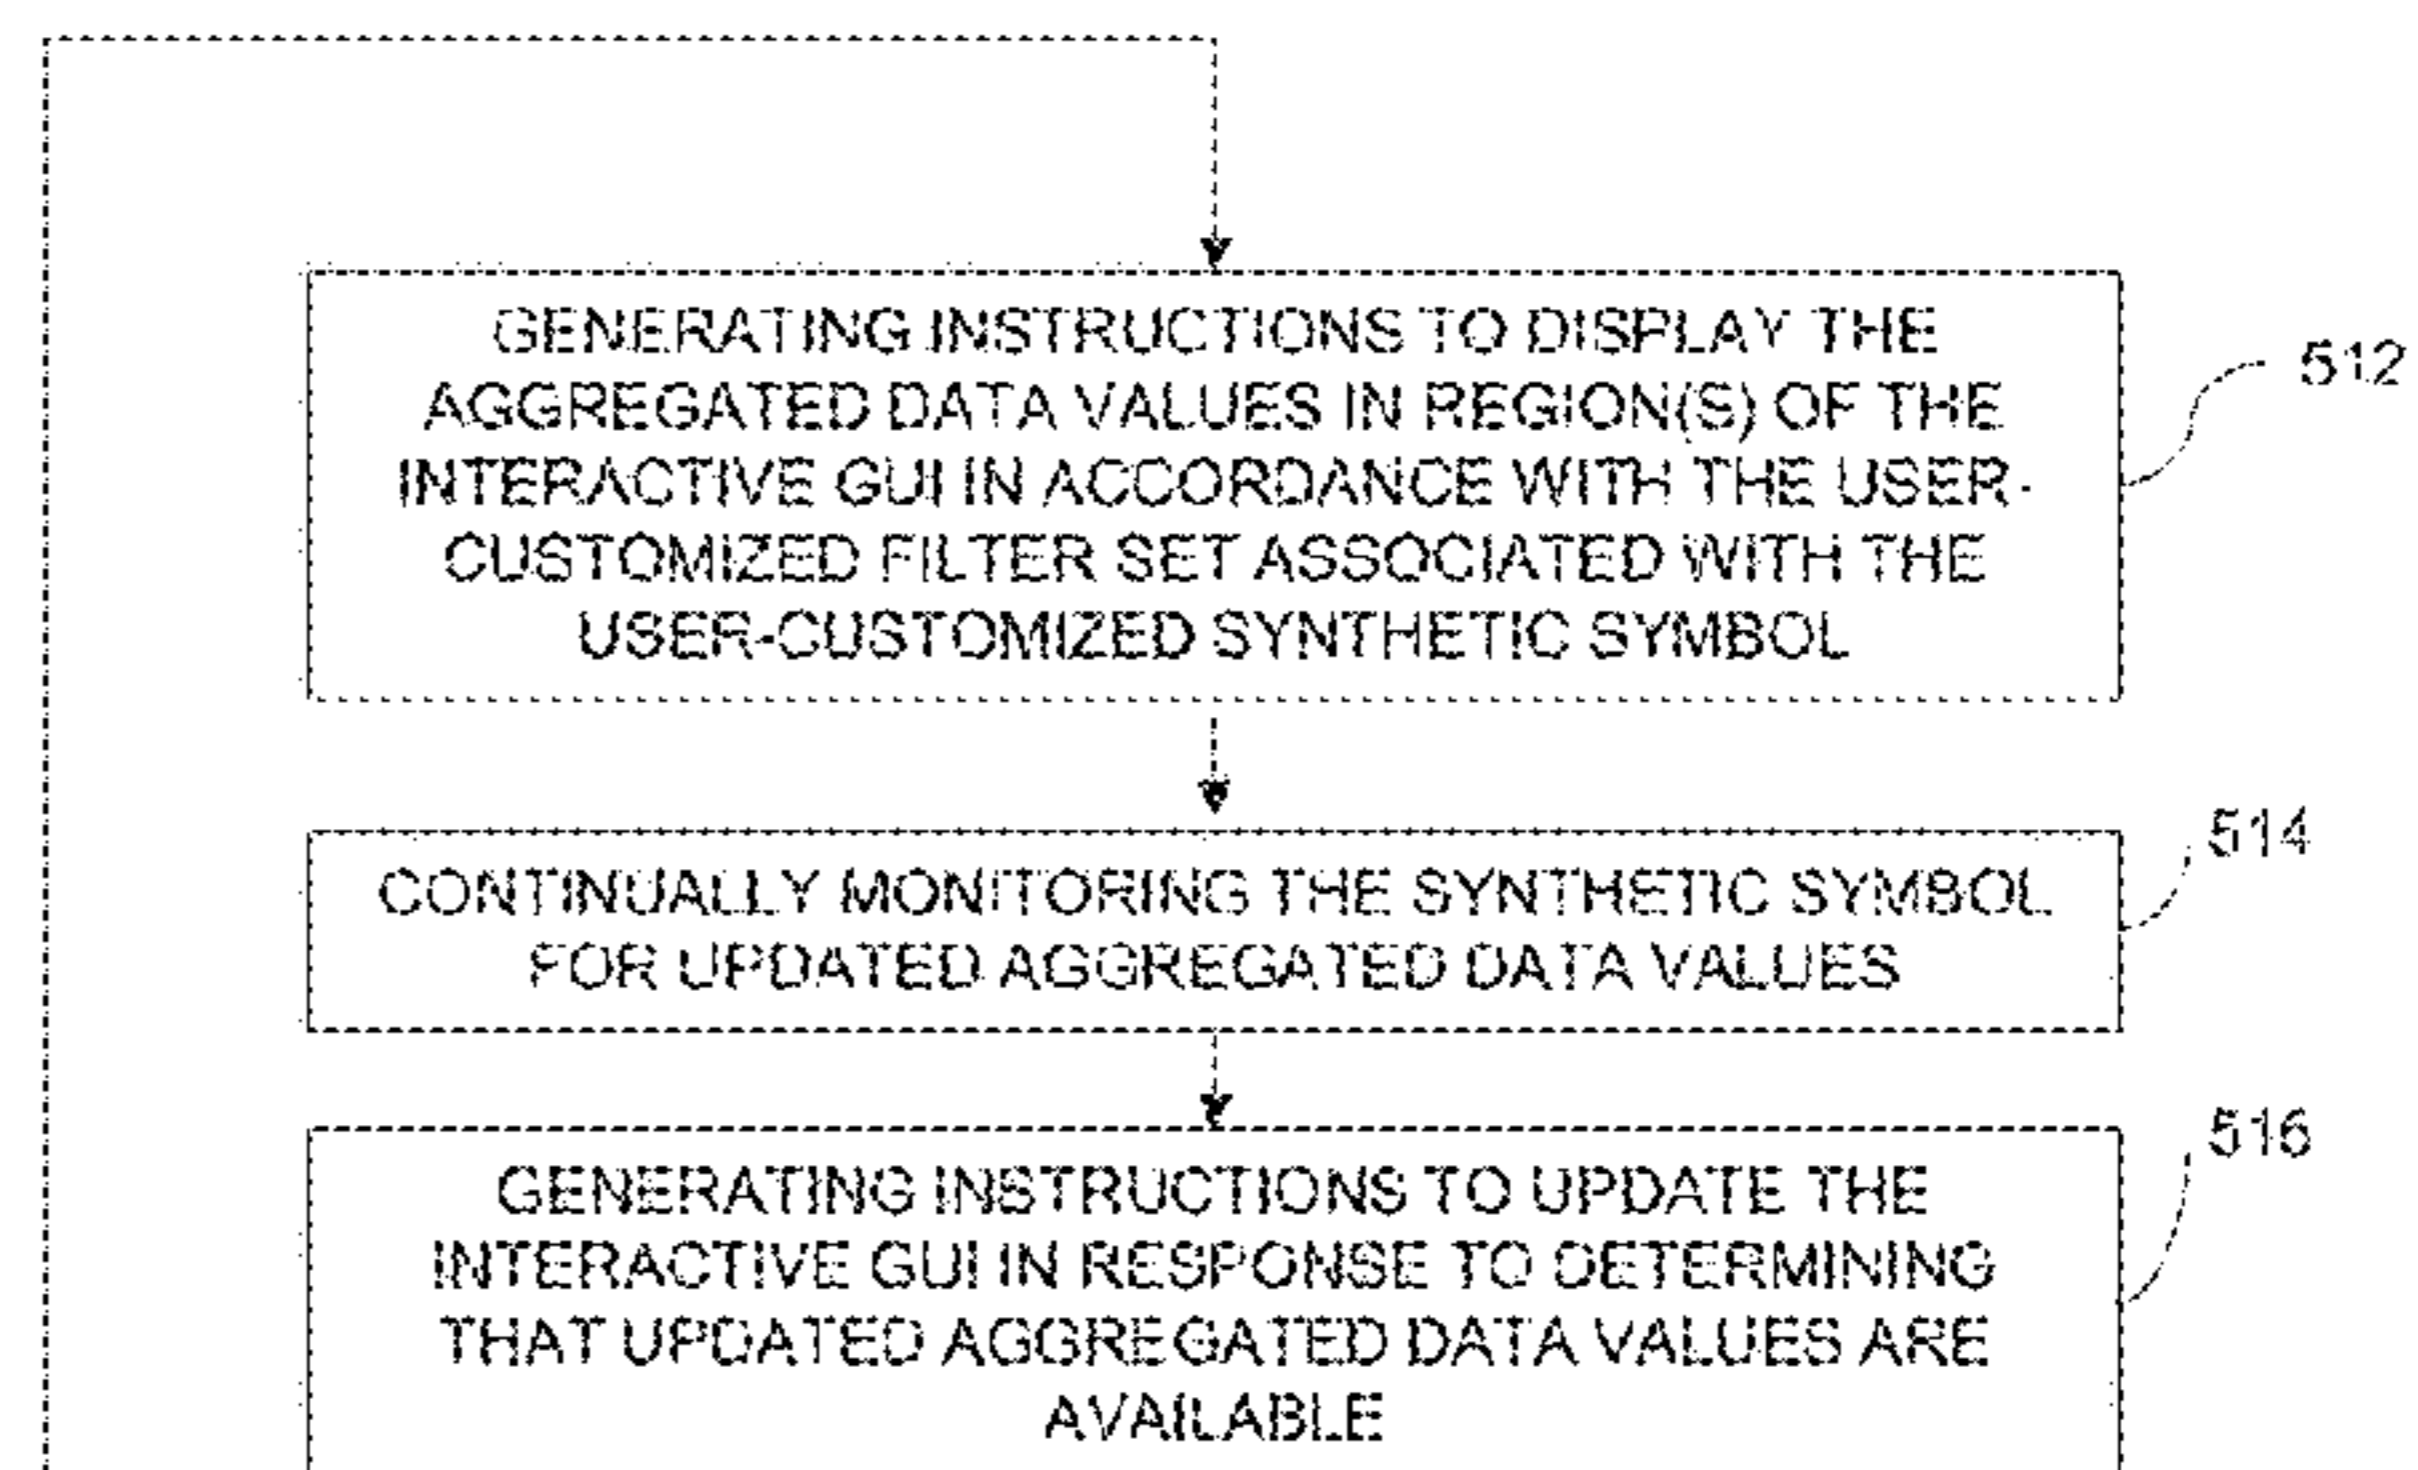 GENERATING INSTRUCTIONS TO DISPLAY THE
AGGREGATED DATA VALUES IN REGION(S) OF THE
INTERACTIVE GUI IN ACCORDANCE WITH THE USER-
CUSTOMIZED FILTER SET ASSOCIATED WITH THE
USER-CUSTOMIZED SYNTHETIC SYMBOL
512
CONTINUALLY MONITORING THE SYNTHETIC SYMBOL
FOR UPDATED AGGREGATED DATA VALUES
514
GENERATING INSTRUCTIONS TO UPDATE THE
INTERACTIVE GUI IN RESPONSE TO DETERMINING
THAT UPDATED AGGREGATED DATA VALUES ARE
AVAILABLE
516